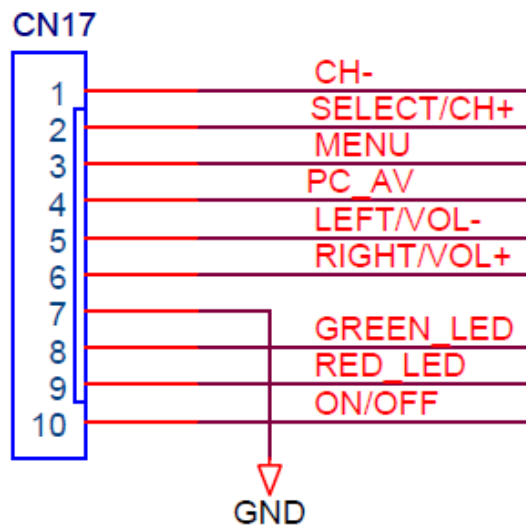 CN17
1 CH-
2 SELECT/CH+
3 MENU
4 PC_AV
5 LEFT/VOL-
6 RIGHT/VOL+
7
8 GREEN_LED
9 RED_LED
10 ON/OFF
GND